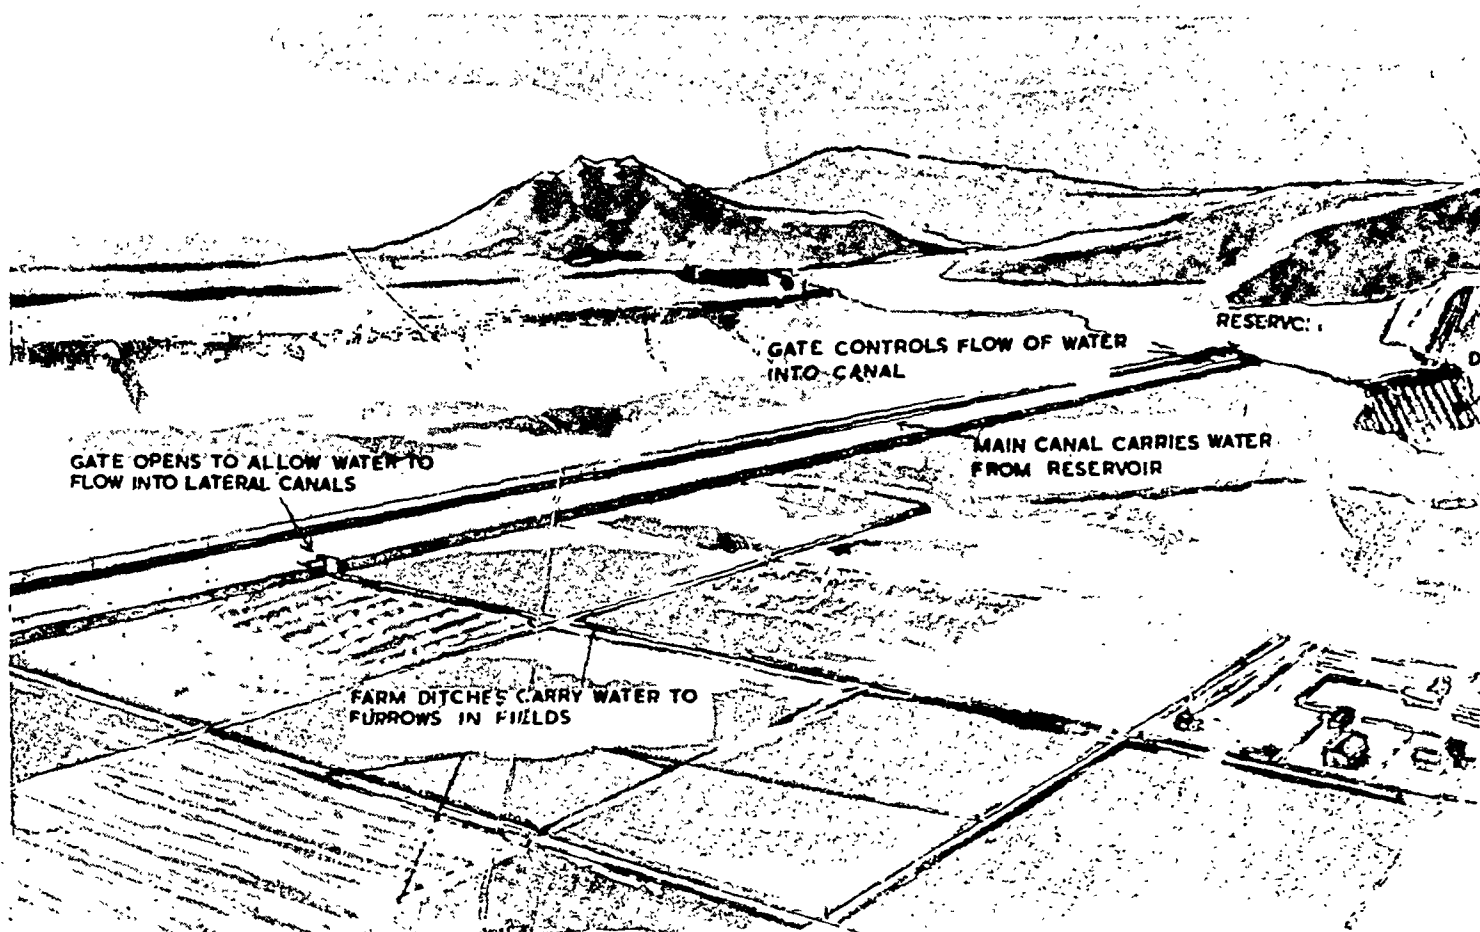 RESERVC
GATE CONTROLS FLOW OF WATER
INTO CANAL
D
MAIN CANAL CARRIES WATER
FROM RESERVOIR
GATE OPENS TO ALLOW WATER TO
FLOW INTO LATERAL CANALS
FARM DITCHES CARRY WATER TO
FURROWS IN FIELDS